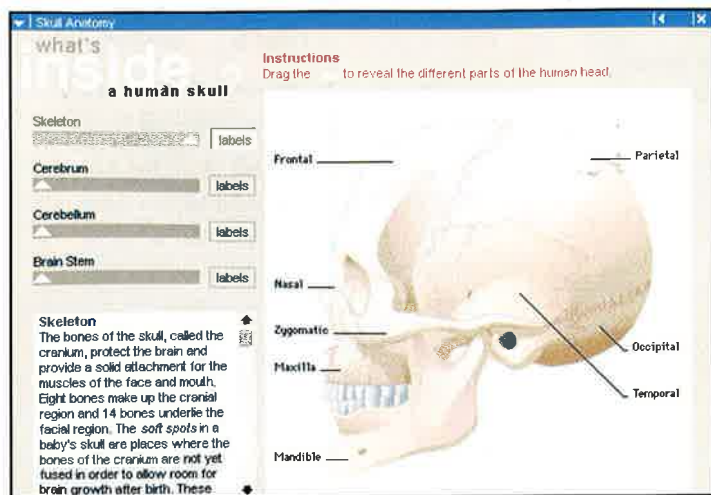 Skull Anatomy
what's
inside
a human skull
Instructions
Drag the to reveal the different parts of the human head.
Skeleton
labels
Cerebrum
labels
Cerebellum
labels
Brain Stem
labels
Skeleton
The bones of the skull, called the
cranium, protect the brain and
provide a solid attachment for the
muscles of the face and mouth.
Eight bones make up the cranial
region and 14 bones underlie the
facial region. The soft spots in a
baby's skull are places where the
bones of the cranium are not yet
fused in order to allow room for
brain growth after birth. These
Frontal
Parietal
Nasal
Zygomatic
Maxilla
Occipital
Temporal
Mandible